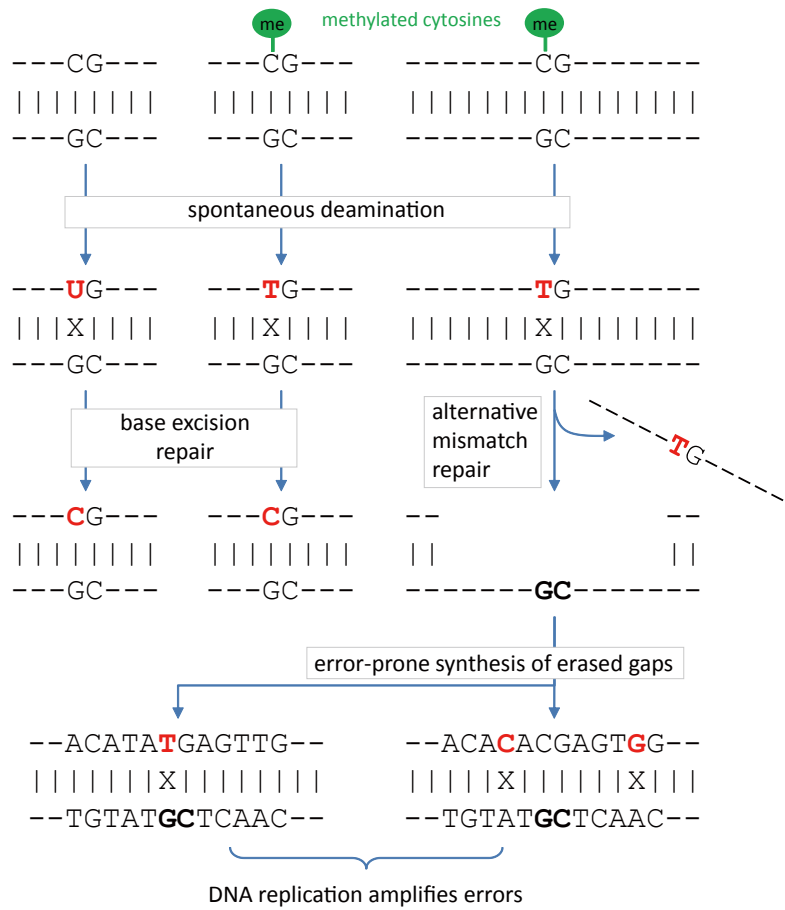 me methylated cytosines me
---CG--- ---CG--- ------CG-------
| | | | | | | | | | | | | | | | | | | | | | | | | | | | | |
---GC--- ---GC--- ------GC-------
spontaneous deamination
---UG--- ---TG--- ------TG-------
| | | X | | | | | | | X | | | | | | | | | | X | | | | | | |
---GC--- ---GC--- ------GC-------
base excision
repair
alternative
mismatch
repair
-----TG------
---CG--- ---CG--- -- --
| | | | | | | | | | | | | | | | | | | |
---GC--- ---GC--- ------GC-------
error-prone synthesis of erased gaps
--ACATATGAGTTG-- --ACACACGAGTGG--
| | | | | | | X | | | | | | | | | | | | X | | | | | X | |
--TGTATGCTCAAC-- --TGTATGCTCAAC--
DNA replication amplifies errors